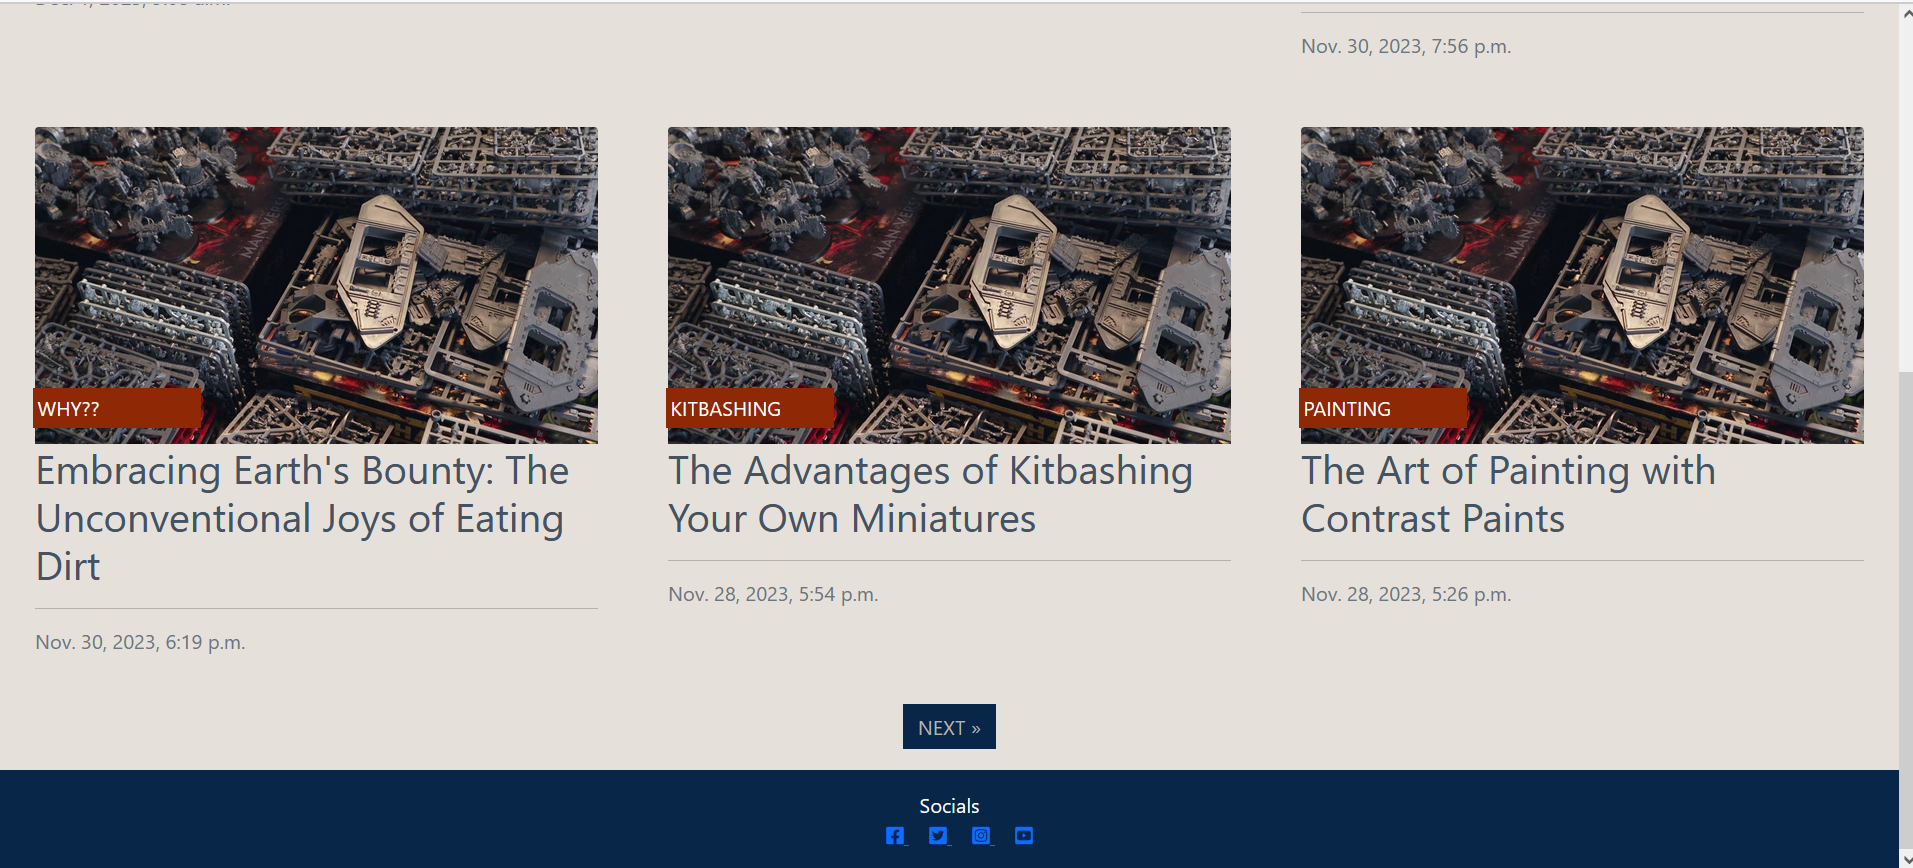 Nov. 30, 2023, 7:56 p.m.
WHY??
Embracing Earth's Bounty: The
Unconventional Joys of Eating
Dirt
Nov. 30, 2023, 6:19 p.m.
KITBASHING
The Advantages of Kitbashing
Your Own Miniatures
Nov. 28, 2023, 5:54 p.m.
PAINTING
The Art of Painting with
Contrast Paints
Nov. 28, 2023, 5:26 p.m.
NEXT »
Socials